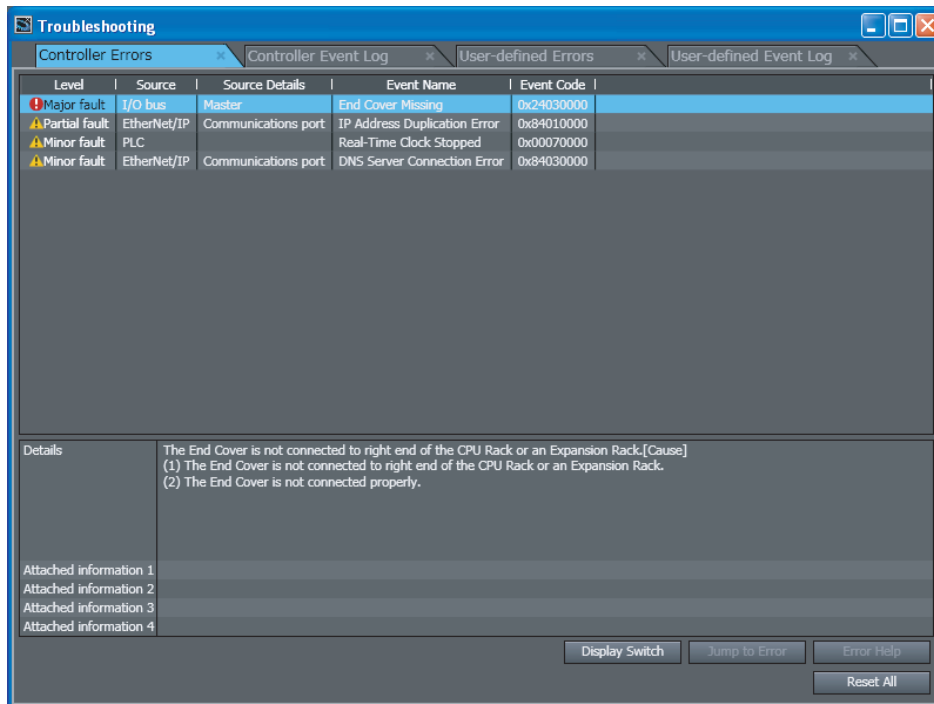 Troubleshooting
Controller Errors × Controller Event Log × User-defined Errors × User-defined Event Log ×
Level Source Source Details Event Name Event Code
Major fault I/O bus Master End Cover Missing 0x24030000
Partial fault EtherNet/IP Communications port IP Address Duplication Error 0x84010000
Minor fault PLC Real-Time Clock Stopped 0x00070000
Minor fault EtherNet/IP Communications port DNS Server Connection Error 0x84030000
Details The End Cover is not connected to right end of the CPU Rack or an Expansion Rack.[Cause]
(1) The End Cover is not connected to right end of the CPU Rack or an Expansion Rack.
(2) The End Cover is not connected properly.
Attached information 1
Attached information 2
Attached information 3
Attached information 4
Display Switch Jump to Error Error Help
Reset All